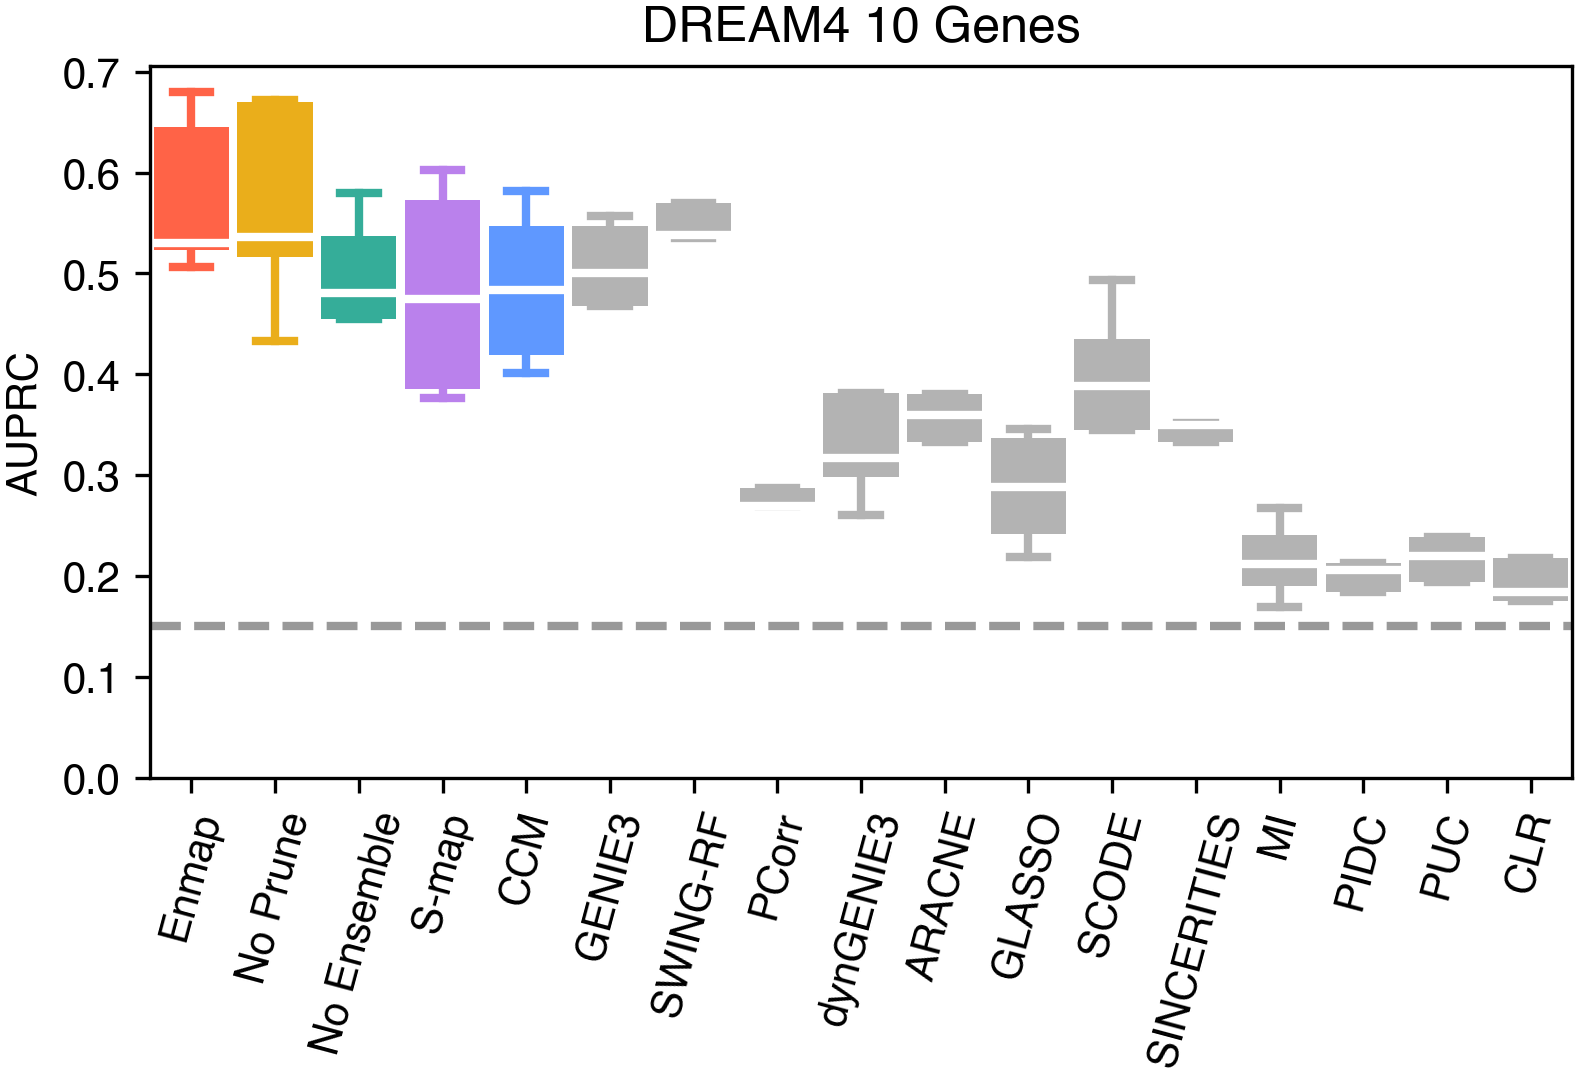 DREAM4 10 Genes
AUPRC
0.7
0.6
0.5
0.4
0.3
0.2
0.1
0.0
Enmap
No Prune
No Ensemble
S-map
CCM
GENIE3
SWING-RF
PCorr
dynGENIE3
ARACNE
GLASSO
SCODE
SINCERITIES
MI
PIDC
PUC
CLR